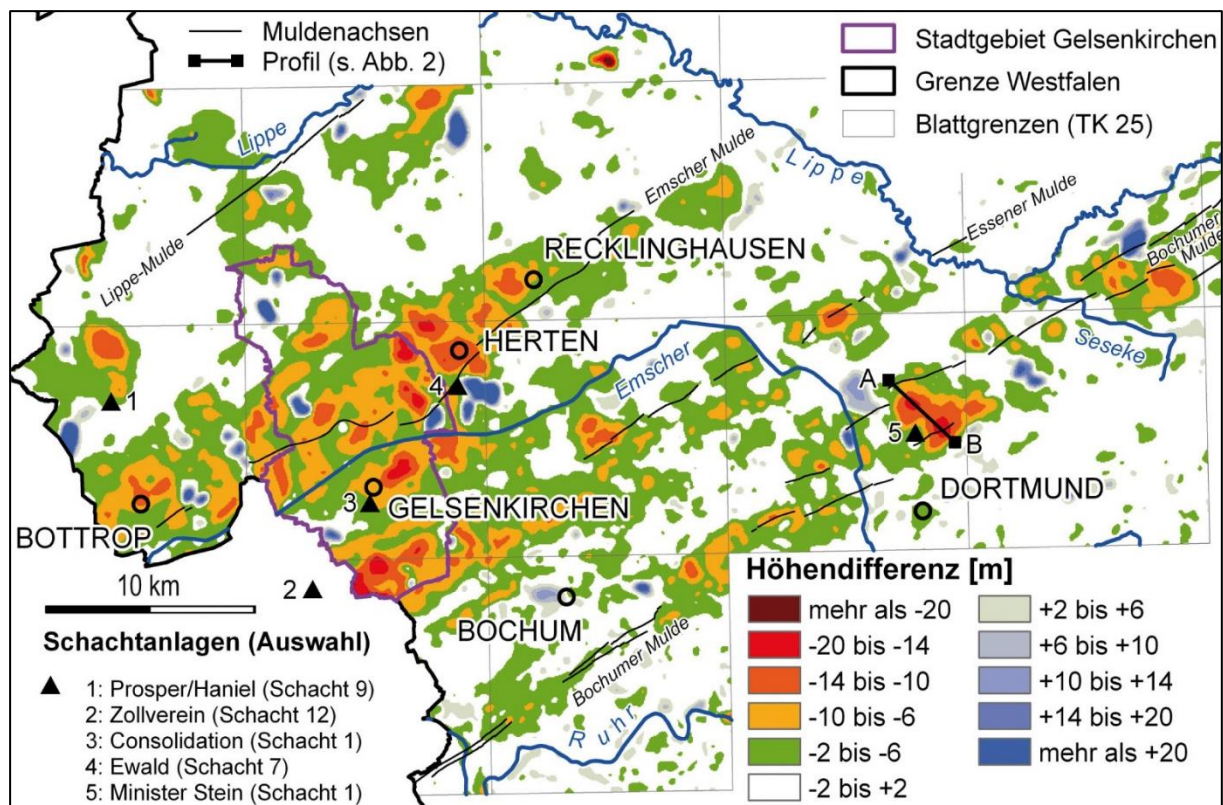 Muldenachsen
Profil (s. Abb. 2)
Stadtgebiet Gelsenkirchen
Grenze Westfalen
Blattgrenzen (TK 25)
Lippe
Lippe
Emscher Mulde
Essener Mulde
Bochumer
Mulde
Lippe-Mulde
RECKLINGHAUSEN
HERTEN
Emscher
Seseke
4
A
1
5
B
3
GELSENKIRCHEN
DORTMUND
BOTTROP
10 km
2
BOCHUM
Bochumer Mulde
Ruhr
Schachtanlagen (Auswahl)
1: Prosper/Haniel (Schacht 9)
2: Zollverein (Schacht 12)
3: Consolidation (Schacht 1)
4: Ewald (Schacht 7)
5: Minister Stein (Schacht 1)
Höhendifferenz [m]
mehr als -20
-20 bis -14
-14 bis -10
-10 bis -6
-2 bis -6
-2 bis +2
+2 bis +6
+6 bis +10
+10 bis +14
+14 bis +20
mehr als +20